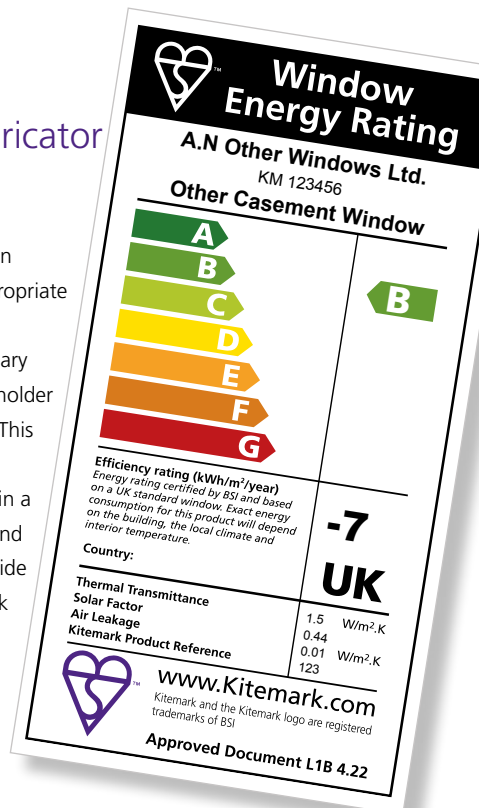 ricator
n
ropriate
ary
holder
This
in a
nd
ide
k
™
Window
Energy Rating
A.N Other Windows Ltd.
KM 123456
Other Casement Window
A
B
C
D
E
F
G
B
Efficiency rating (kWh/m²/year)
Energy rating certified by BSI and based
on a UK standard window. Exact energy
consumption for this product will depend
on the building, the local climate and
interior temperature.
-7
Country:
UK
Thermal Transmittance 1.5 W/m².K
Solar Factor 0.44
Air Leakage 0.01 W/m².K
Kitemark Product Reference 123
™
www.Kitemark.com
Kitemark and the Kitemark logo are registered
trademarks of BSI
Approved Document L1B 4.22